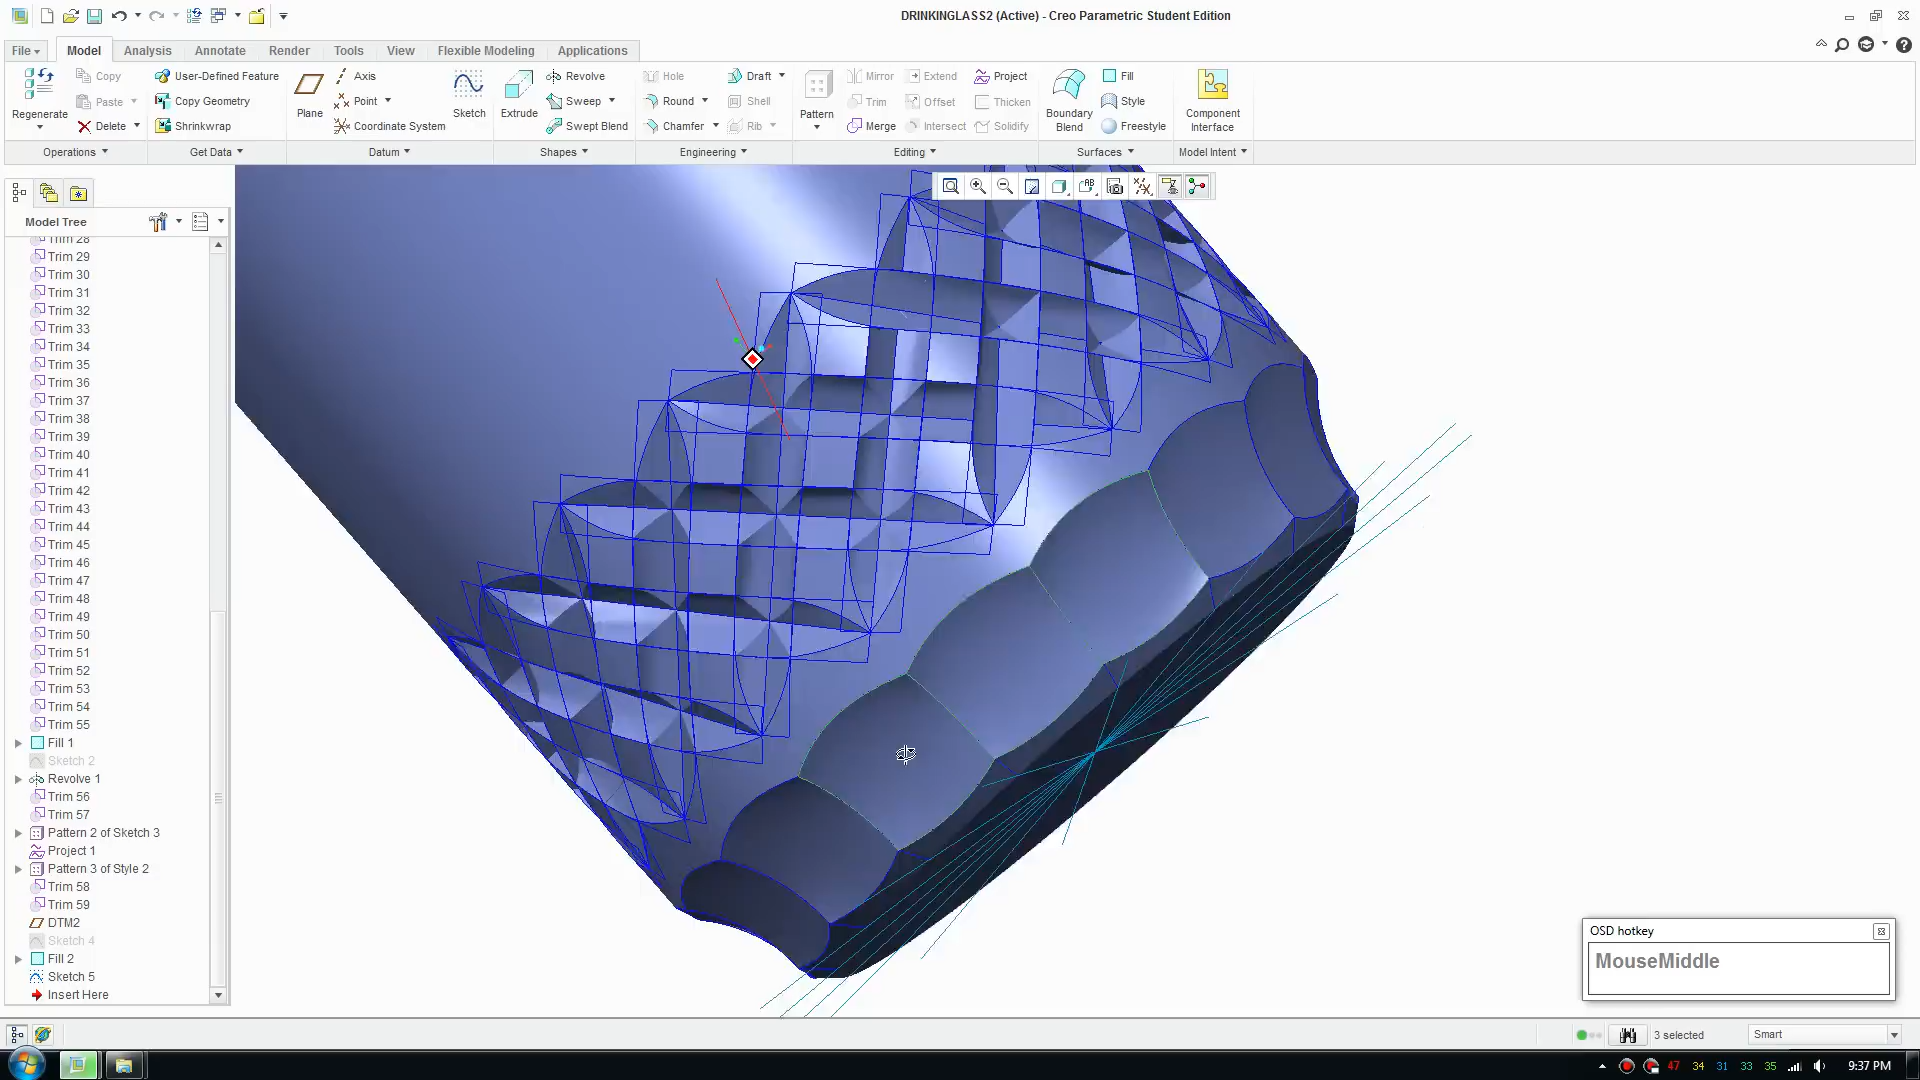 DRINKINGLASS2 (Active) - Creo Parametric Student Edition
File Model Analysis Annotate Render Tools View Flexible Modeling Applications
Regenerate
Copy
Paste
Delete
User-Defined Feature
Copy Geometry
Shrinkwrap
Plane
Axis
Point
Coordinate System
Sketch
Extrude
Revolve
Sweep
Swept Blend
Hole
Round
Chamfer
Draft
Shell
Rib
Pattern
Mirror
Trim
Merge
Extend
Offset
Intersect
Project
Thicken
Solidify
Boundary
Blend
Fill
Style
Freestyle
Component
Interface
Operations Get Data Datum Shapes Engineering Editing Surfaces Model Intent
Model Tree
Trim 28
Trim 29
Trim 30
Trim 31
Trim 32
Trim 33
Trim 34
Trim 35
Trim 36
Trim 37
Trim 38
Trim 39
Trim 40
Trim 41
Trim 42
Trim 43
Trim 44
Trim 45
Trim 46
Trim 47
Trim 48
Trim 49
Trim 50
Trim 51
Trim 52
Trim 53
Trim 54
Trim 55
Fill 1
Sketch 2
Revolve 1
Trim 56
Trim 57
Pattern 2 of Sketch 3
Project 1
Pattern 3 of Style 2
Trim 58
Trim 59
DTM2
Sketch 4
Fill 2
Sketch 5
Insert Here
OSD hotkey
MouseMiddle
3 selected
Smart
47 34 31 33 35
9:37 PM